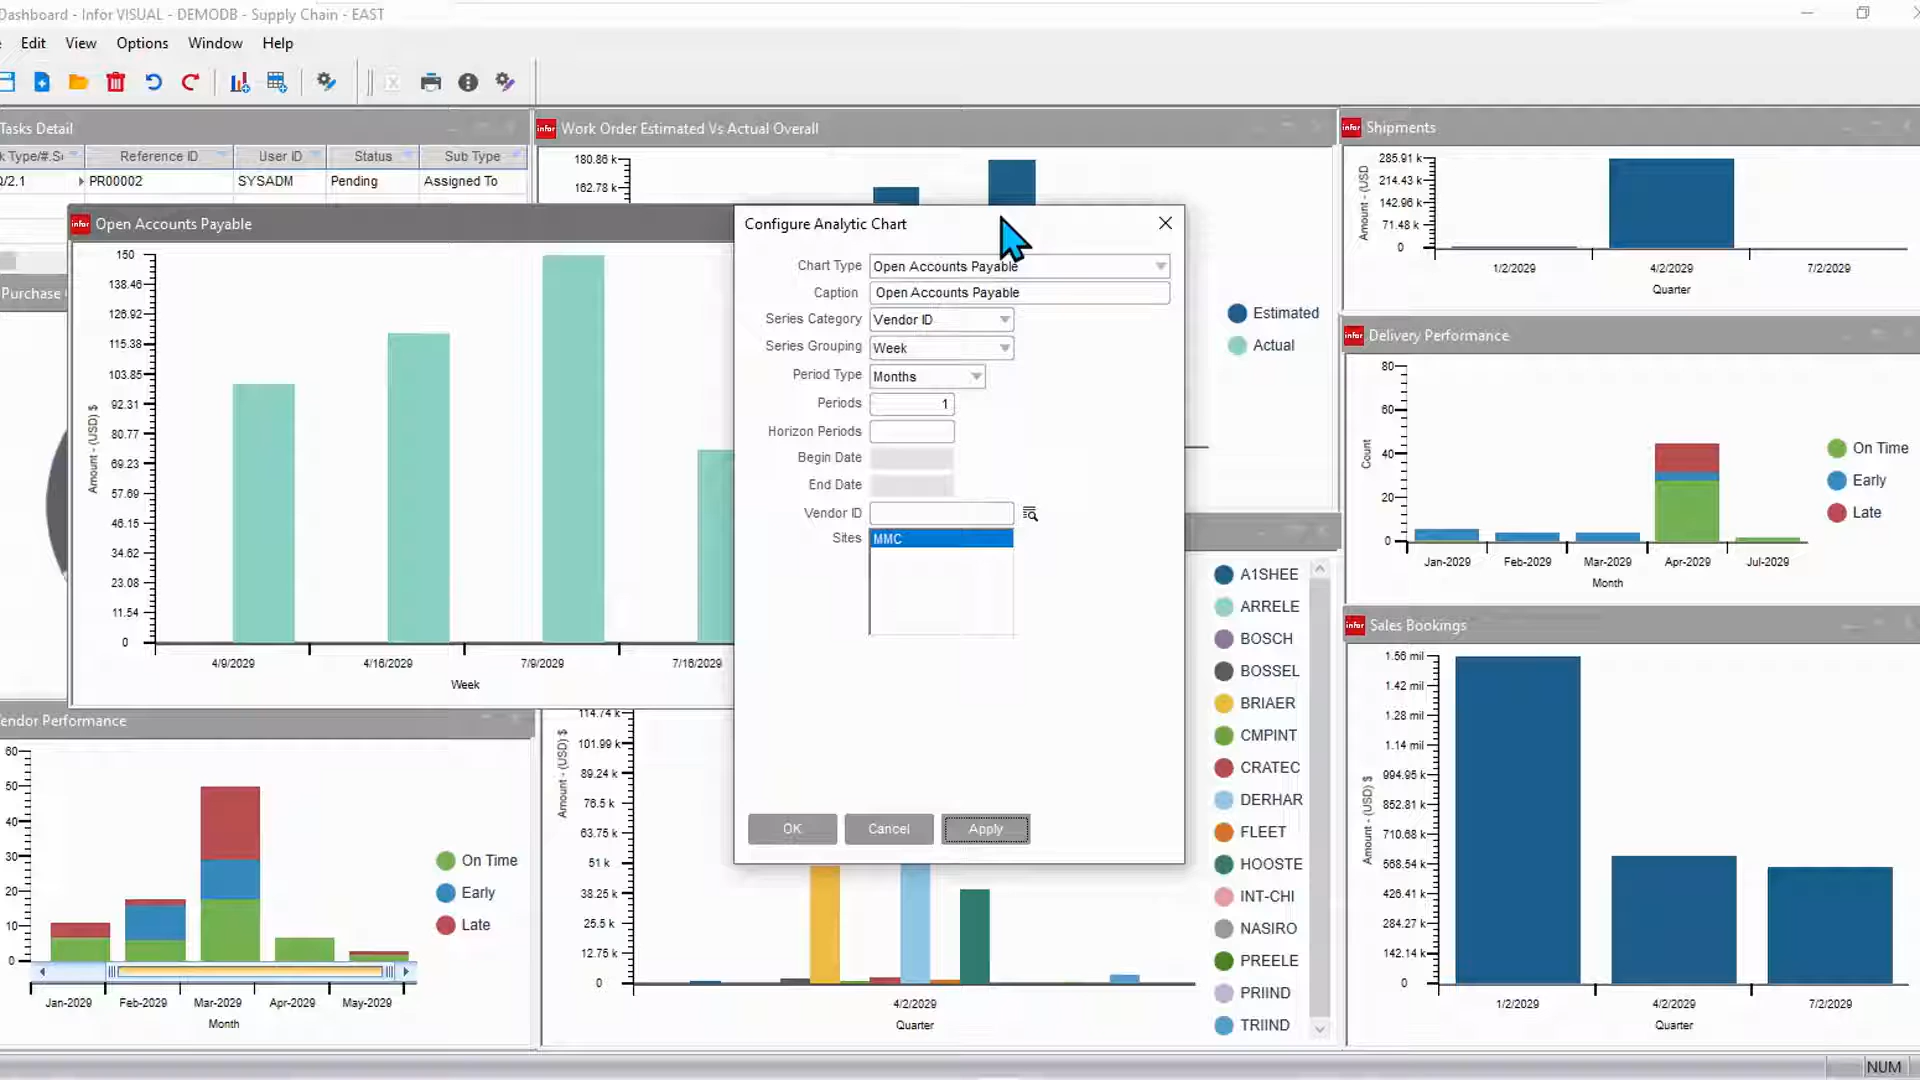 Dashboard - Infor VISUAL - DEMODB - Supply Chain - EAST
Edit View Options Window Help
Tasks Detail
Reference ID User ID Status Sub Type
/2.1 PR00002 SYSADM Pending Assigned To
infor Work Order Estimated Vs Actual Overall
180.86 k
162.78 k
Estimated
Actual
infor Shipments
Amount - (USD
285.91 k
214.43 k
142.96 k
71.48 k
0
1/2/2029 4/2/2029 7/2/2029
Quarter
infor Open Accounts Payable
Amount - (USD) $
150
138.46
126.92
115.38
103.85
92.31
80.77
69.23
57.69
46.15
34.62
23.08
11.54
0
4/9/2029 4/16/2029 7/9/2029 7/16/2029
Week
Configure Analytic Chart
Chart Type Open Accounts Payable
Caption Open Accounts Payable
Series Category Vendor ID
Series Grouping Week
Period Type Months
Periods 1
Horizon Periods
Begin Date
End Date
Vendor ID
Sites MMC
OK Cancel Apply
infor Delivery Performance
Count
80
60
40
20
0
Jan-2029 Feb-2029 Mar-2029 Apr-2029 Jul-2029
Month
On Time
Early
Late
Purchase
A1SHEE
ARRELE
BOSCH
BOSSEL
BRIAER
CMPINT
CRATEC
DERHAR
FLEET
HOOSTE
INT-CHI
NASIRO
PREELE
PRIIND
TRIIND
infor Sales Bookings
Amount - (USD) $
1.56 mil
1.42 mil
1.28 mil
1.14 mil
994.95 k
852.81 k
710.68 k
568.54 k
426.41 k
284.27 k
142.14 k
0
1/2/2029 4/2/2029 7/2/2029
Quarter
endor Performance
60
50
40
30
20
10
0
Jan-2029 Feb-2029 Mar-2029 Apr-2029 May-2029
Month
On Time
Early
Late
Amount - (USD) $
114.74 k
101.99 k
89.24 k
76.5 k
63.75 k
51 k
38.25 k
25.5 k
12.75 k
0
4/2/2029
Quarter
NUM